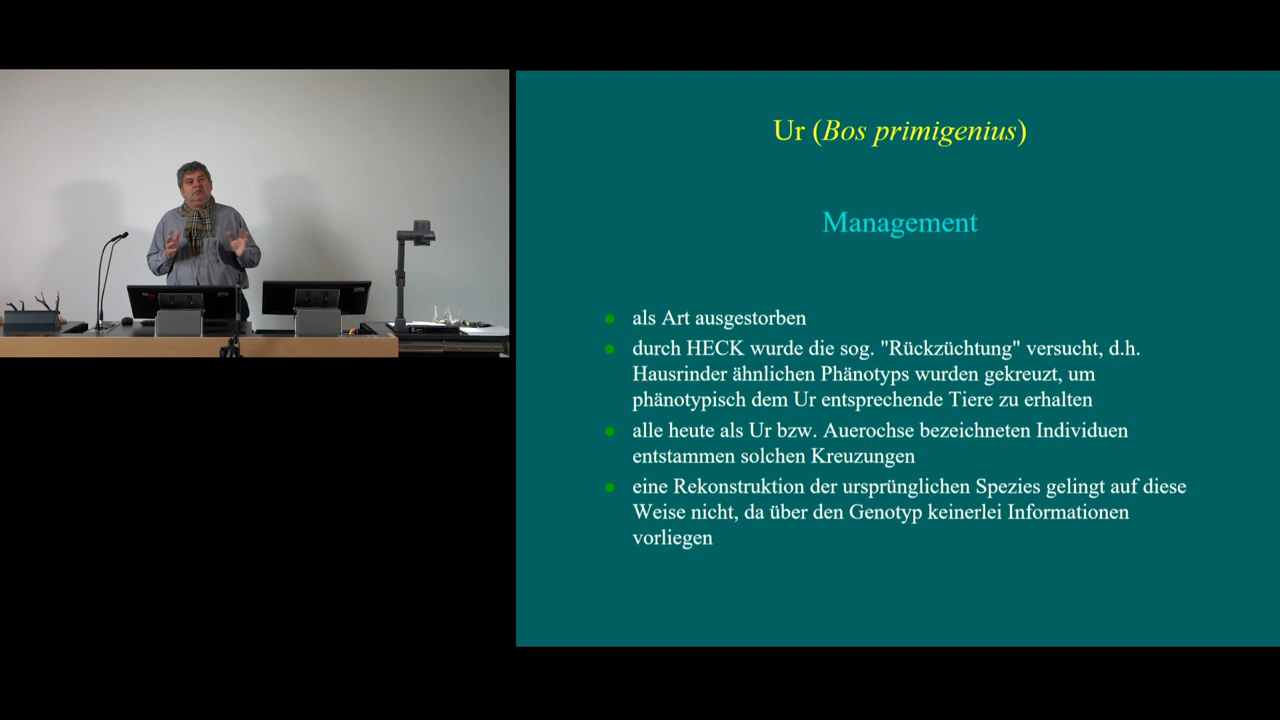 Ur (Bos primigenius)
Management
als Art ausgestorben
durch HECK wurde die sog. "Rückzüchtung" versucht, d.h.
Hausrinder ähnlichen Phänotyps wurden gekreuzt, um
phänotypisch dem Ur entsprechende Tiere zu erhalten
alle heute als Ur bzw. Auerochse bezeichneten Individuen
entstammen solchen Kreuzungen
eine Rekonstruktion der ursprünglichen Spezies gelingt auf diese
Weise nicht, da über den Genotyp keinerlei Informationen
vorliegen